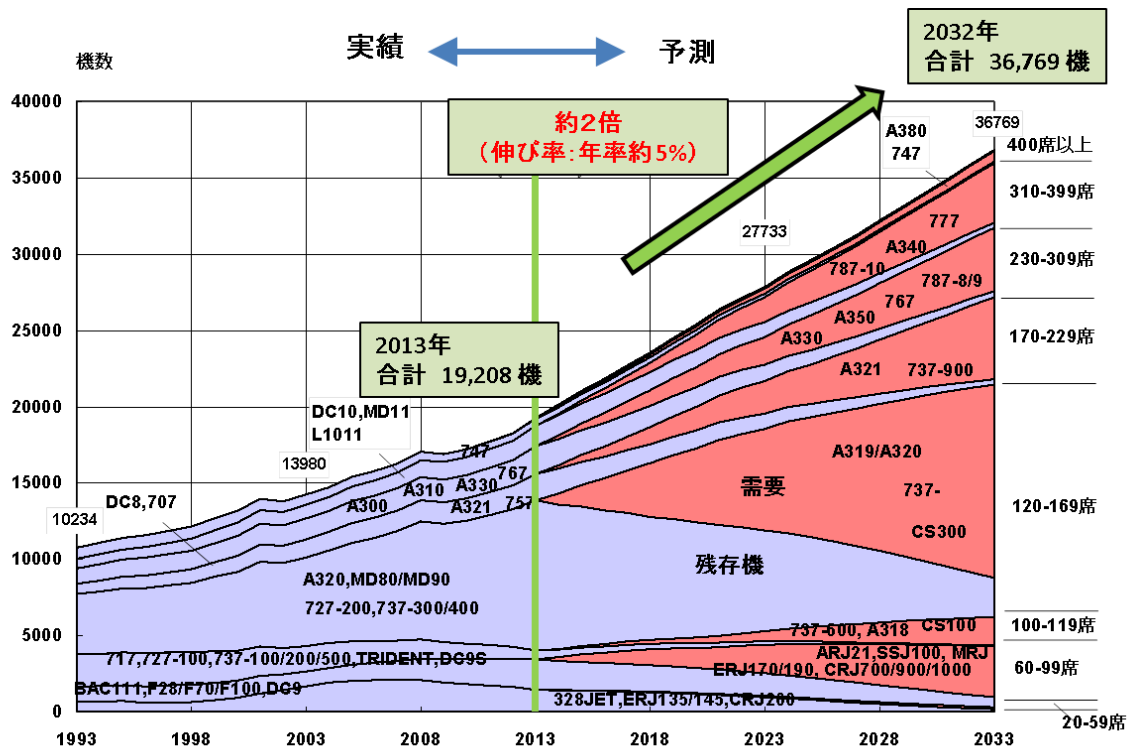 実績
予測
機数
2032年
合計 36,769 機
約2倍
（伸び率：年率約5%）
2013年
合計 19,208 機
40000
35000
30000
25000
20000
15000
10000
5000
0
1993
1998
2003
2008
2013
2018
2023
2028
2033
10234
13980
27733
36769
A380
747
777
A340
787-10
787-8/9
767
A350
A330
A321
737-900
A319/A320
737-
CS300
需要
残存機
DC10,MD11
L1011
DC8,707
747
767
A330
A310
A300
A321
757
A320,MD80/MD90
727-200,737-300/400
717,727-100,737-100/200/500,TRIDENT,DC9S
BAC111,F28/F70/F100,DC9
737-600, A318
CS100
ARJ21,SSJ100, MRJ
ERJ170/190, CRJ700/900/1000
328JET,ERJ135/145,CRJ200
400席以上
310-399席
230-309席
170-229席
120-169席
100-119席
60-99席
20-59席